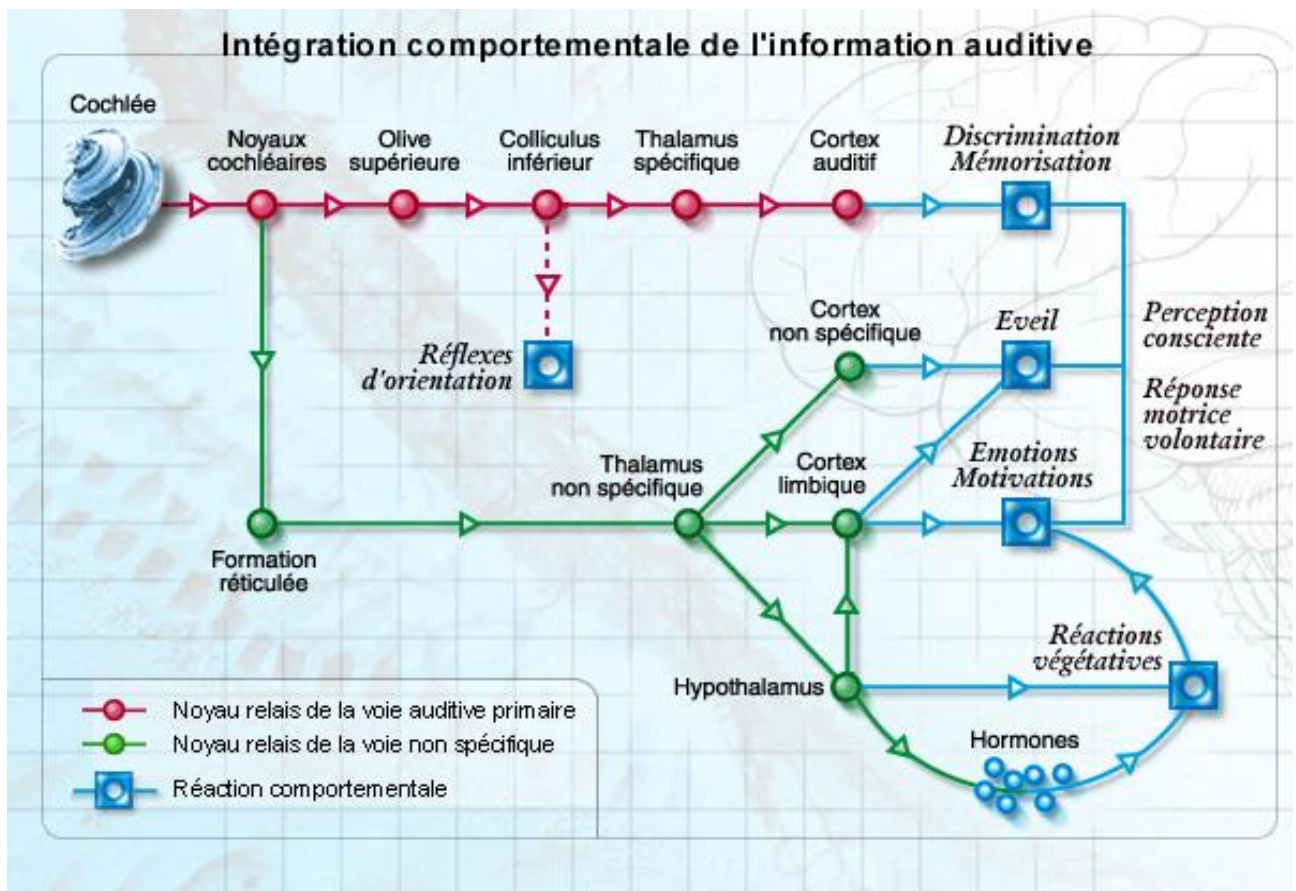 Intégration comportementale de l'information auditive
Cochlée
Noyaux
cochléaires
Olive
supérieure
Colliculus
inférieur
Thalamus
spécifique
Cortex
auditif
Discrimination
Mémorisation
Cortex
non spécifique
Eveil
Perception
consciente
Réflexes
d'orientation
Réponse
motrice
volontaire
Thalamus
non spécifique
Cortex
limbique
Emotions
Motivations
Formation
réticulée
Réactions
végétatives
Hypothalamus
Hormones
Noyau relais de la voie auditive primaire
Noyau relais de la voie non spécifique
Réaction comportementale